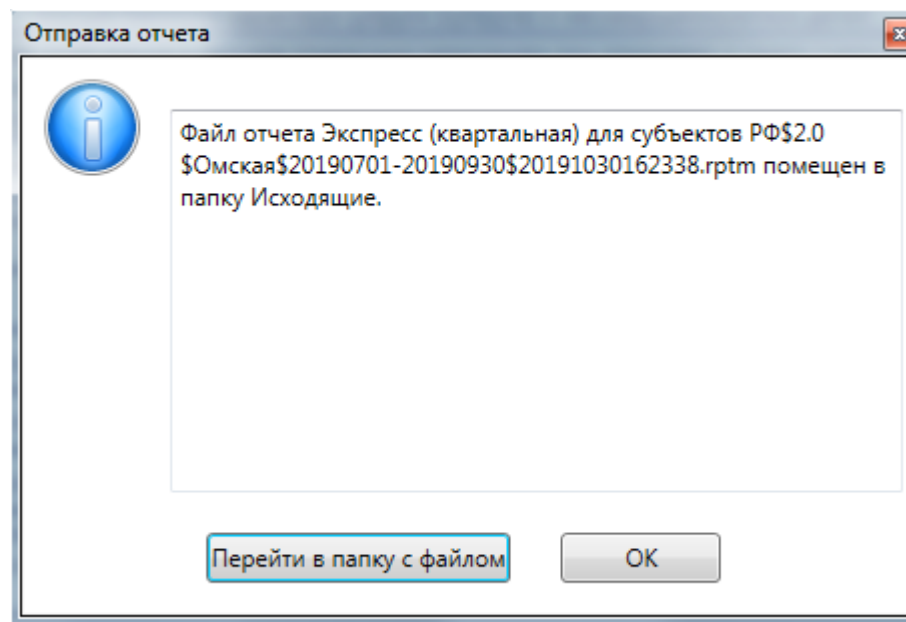 Отправка отчета
Файл отчета Экспресс (квартальная) для субъектов РФ$2.0
$Омская$20190701-20190930$20191030162338.rptm помещен в
папку Исходящие.
Перейти в папку с файлом
ОК